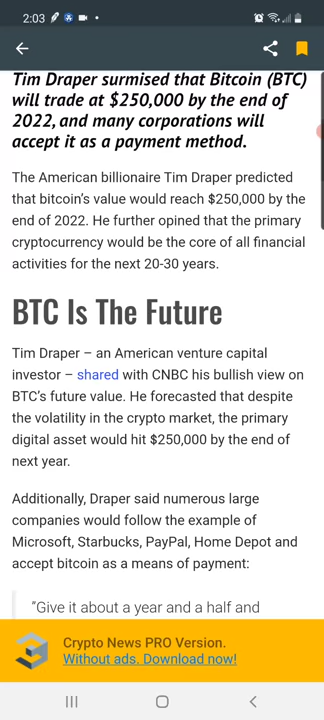 2:03
Tim Draper surmised that Bitcoin (BTC)
will trade at $250,000 by the end of
2022, and many corporations will
accept it as a payment method.
The American billionaire Tim Draper predicted
that bitcoin's value would reach $250,000 by the
end of 2022. He further opined that the primary
cryptocurrency would be the core of all financial
activities for the next 20-30 years.
BTC Is The Future
Tim Draper – an American venture capital
investor – shared with CNBC his bullish view on
BTC's future value. He forecasted that despite
the volatility in the crypto market, the primary
digital asset would hit $250,000 by the end of
next year.
Additionally, Draper said numerous large
companies would follow the example of
Microsoft, Starbucks, PayPal, Home Depot and
accept bitcoin as a means of payment:
“Give it about a year and a half and
Crypto News PRO Version.
Without ads. Download now!